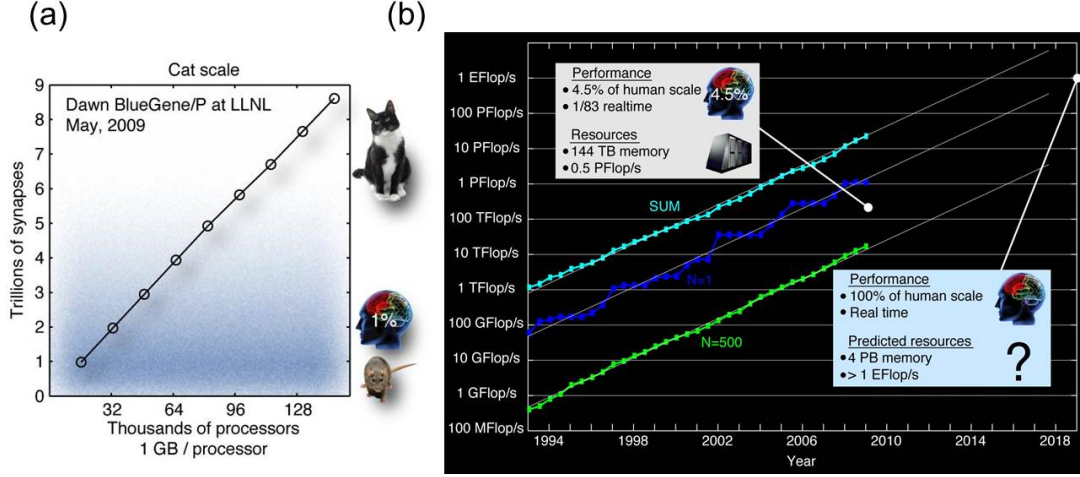 (a)
Cat scale
Dawn BlueGene/P at LLNL
May, 2009
Trillions of synapses
9
8
7
6
5
4
3
2
1
0
32 64 96 128
Thousands of processors
1 GB / processor
1%
(b)
1 EFlop/s
100 PFlop/s
10 PFlop/s
1 PFlop/s
100 TFlop/s
10 TFlop/s
1 TFlop/s
100 GFlop/s
10 GFlop/s
1 GFlop/s
100 MFlop/s
Performance
• 4.5% of human scale
• 1/83 realtime
Resources
• 144 TB memory
• 0.5 PFlop/s
4.5%
SUM
N=1
N=500
Performance
• 100% of human scale
• Real time
Predicted resources
• 4 PB memory
• > 1 EFlop/s
?
1994 1998 2002 2006 2010 2014 2018
Year